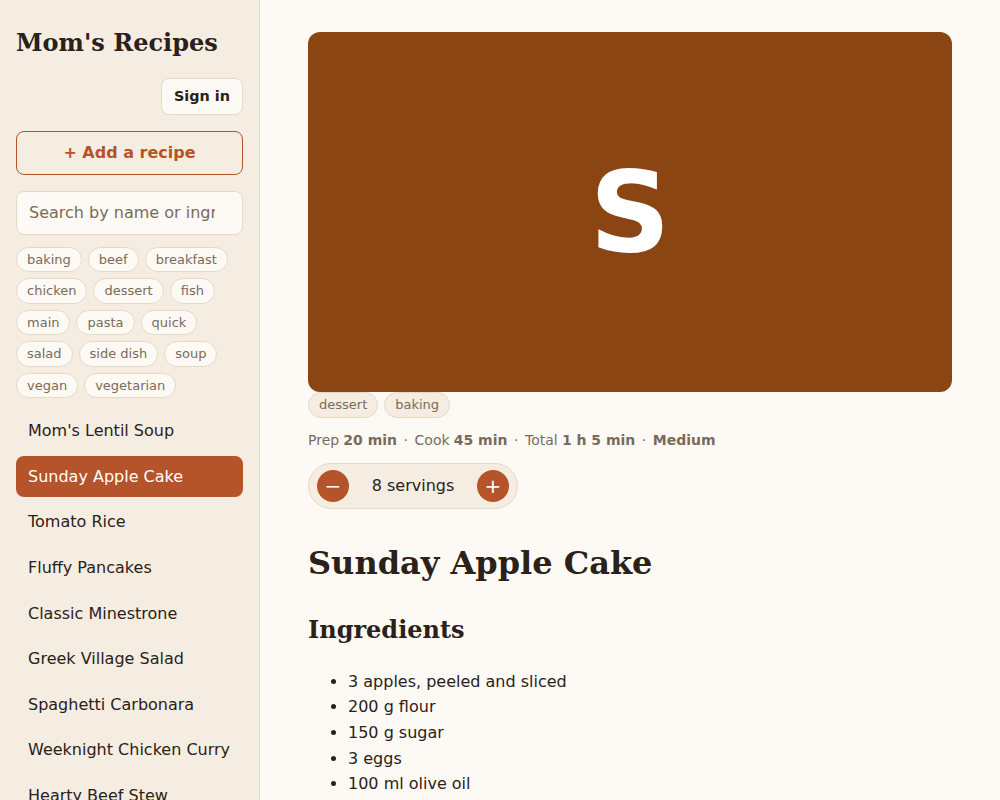 Mom's Recipes
Sign in
+ Add a recipe
Search by name or ingr
baking beef breakfast
chicken dessert fish
main pasta quick
salad side dish soup
vegan vegetarian
Mom's Lentil Soup
Sunday Apple Cake
Tomato Rice
Fluffy Pancakes
Classic Minestrone
Greek Village Salad
Spaghetti Carbonara
Weeknight Chicken Curry
Hearty Beef Stew
S
dessert baking
Prep 20 min · Cook 45 min · Total 1 h 5 min · Medium
− 8 servings +
Sunday Apple Cake
Ingredients
• 3 apples, peeled and sliced
• 200 g flour
• 150 g sugar
• 3 eggs
• 100 ml olive oil